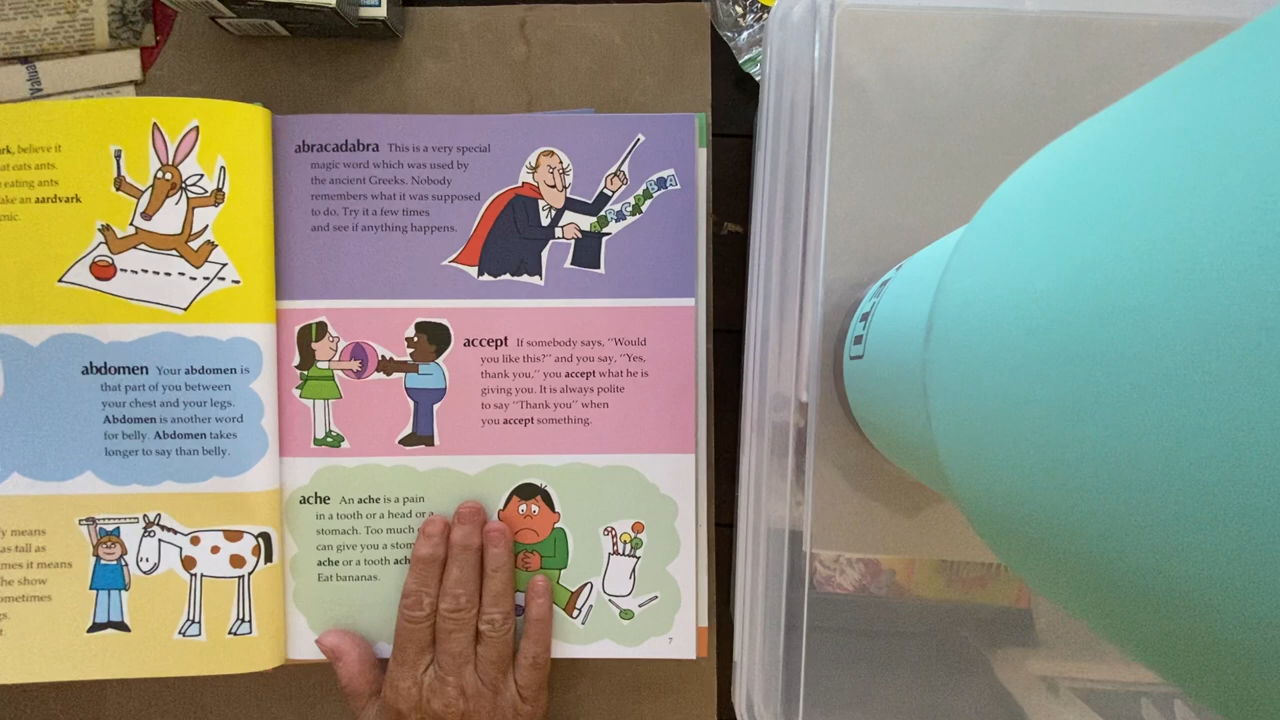 Valua
rk, believe it
at eats ants.
eating ants
ake an aardvark
nic.
abdomen Your abdomen is
that part of you between
your chest and your legs.
Abdomen is another word
for belly. Abdomen takes
longer to say than belly.
y means
as tall as
mes it means
he show
ometimes
gs.
t.
abracadabra This is a very special
magic word which was used by
the ancient Greeks. Nobody
remembers what it was supposed
to do. Try it a few times
and see if anything happens.
ABRACADABRA
accept If somebody says, "Would
you like this?" and you say, "Yes,
thank you," you accept what he is
giving you. It is always polite
to say "Thank you" when
you accept something.
ache An ache is a pain
in a tooth or a head or a
stomach. Too much
can give you a stom
ache or a tooth ach
Eat bananas.
7
YETI